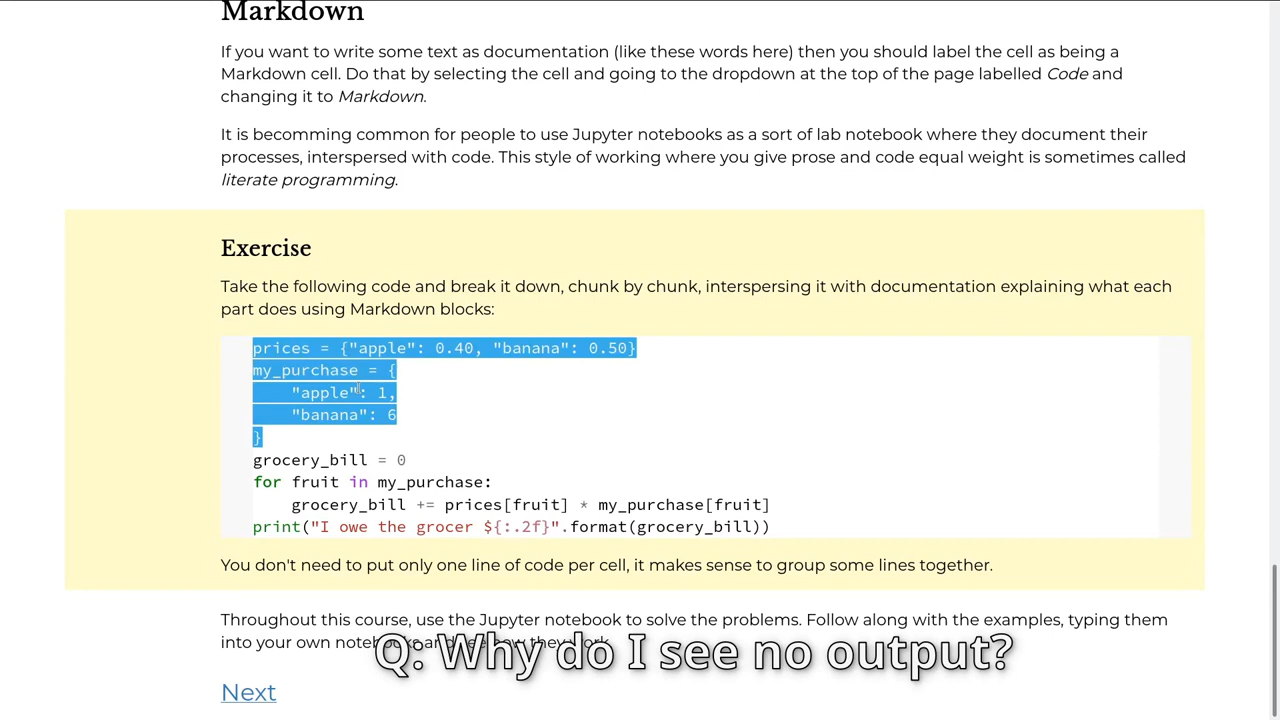 Markdown
If you want to write some text as documentation (like these words here) then you should label the cell as being a
Markdown cell. Do that by selecting the cell and going to the dropdown at the top of the page labelled Code and
changing it to Markdown.
It is becomming common for people to use Jupyter notebooks as a sort of lab notebook where they document their
processes, interspersed with code. This style of working where you give prose and code equal weight is sometimes called
literate programming.
Exercise
Take the following code and break it down, chunk by chunk, interspersing it with documentation explaining what each
part does using Markdown blocks:
prices = {"apple": 0.40, "banana": 0.50}
my_purchase = {
    "apple": 1,
    "banana": 6
}
grocery_bill = 0
for fruit in my_purchase:
    grocery_bill += prices[fruit] * my_purchase[fruit]
print("I owe the grocer ${:.2f}".format(grocery_bill))
You don't need to put only one line of code per cell, it makes sense to group some lines together.
Throughout this course, use the Jupyter notebook to solve the problems. Follow along with the examples, typing them
into your own notebooks and see how they work.
Q: Why do I see no output?
Next